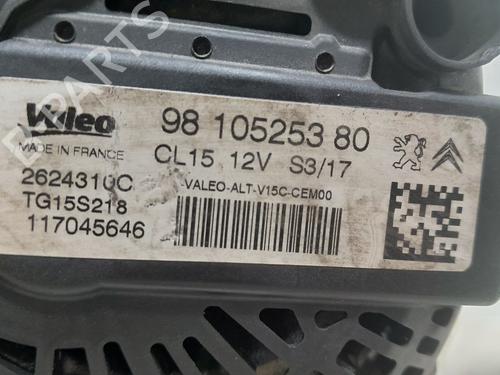 Valeo
MADE IN FRANCE
98 105253 80
CL15 12V S3/17
2624310C
TG15S218
117045646
VALEO-ALT-V15C-CEM00